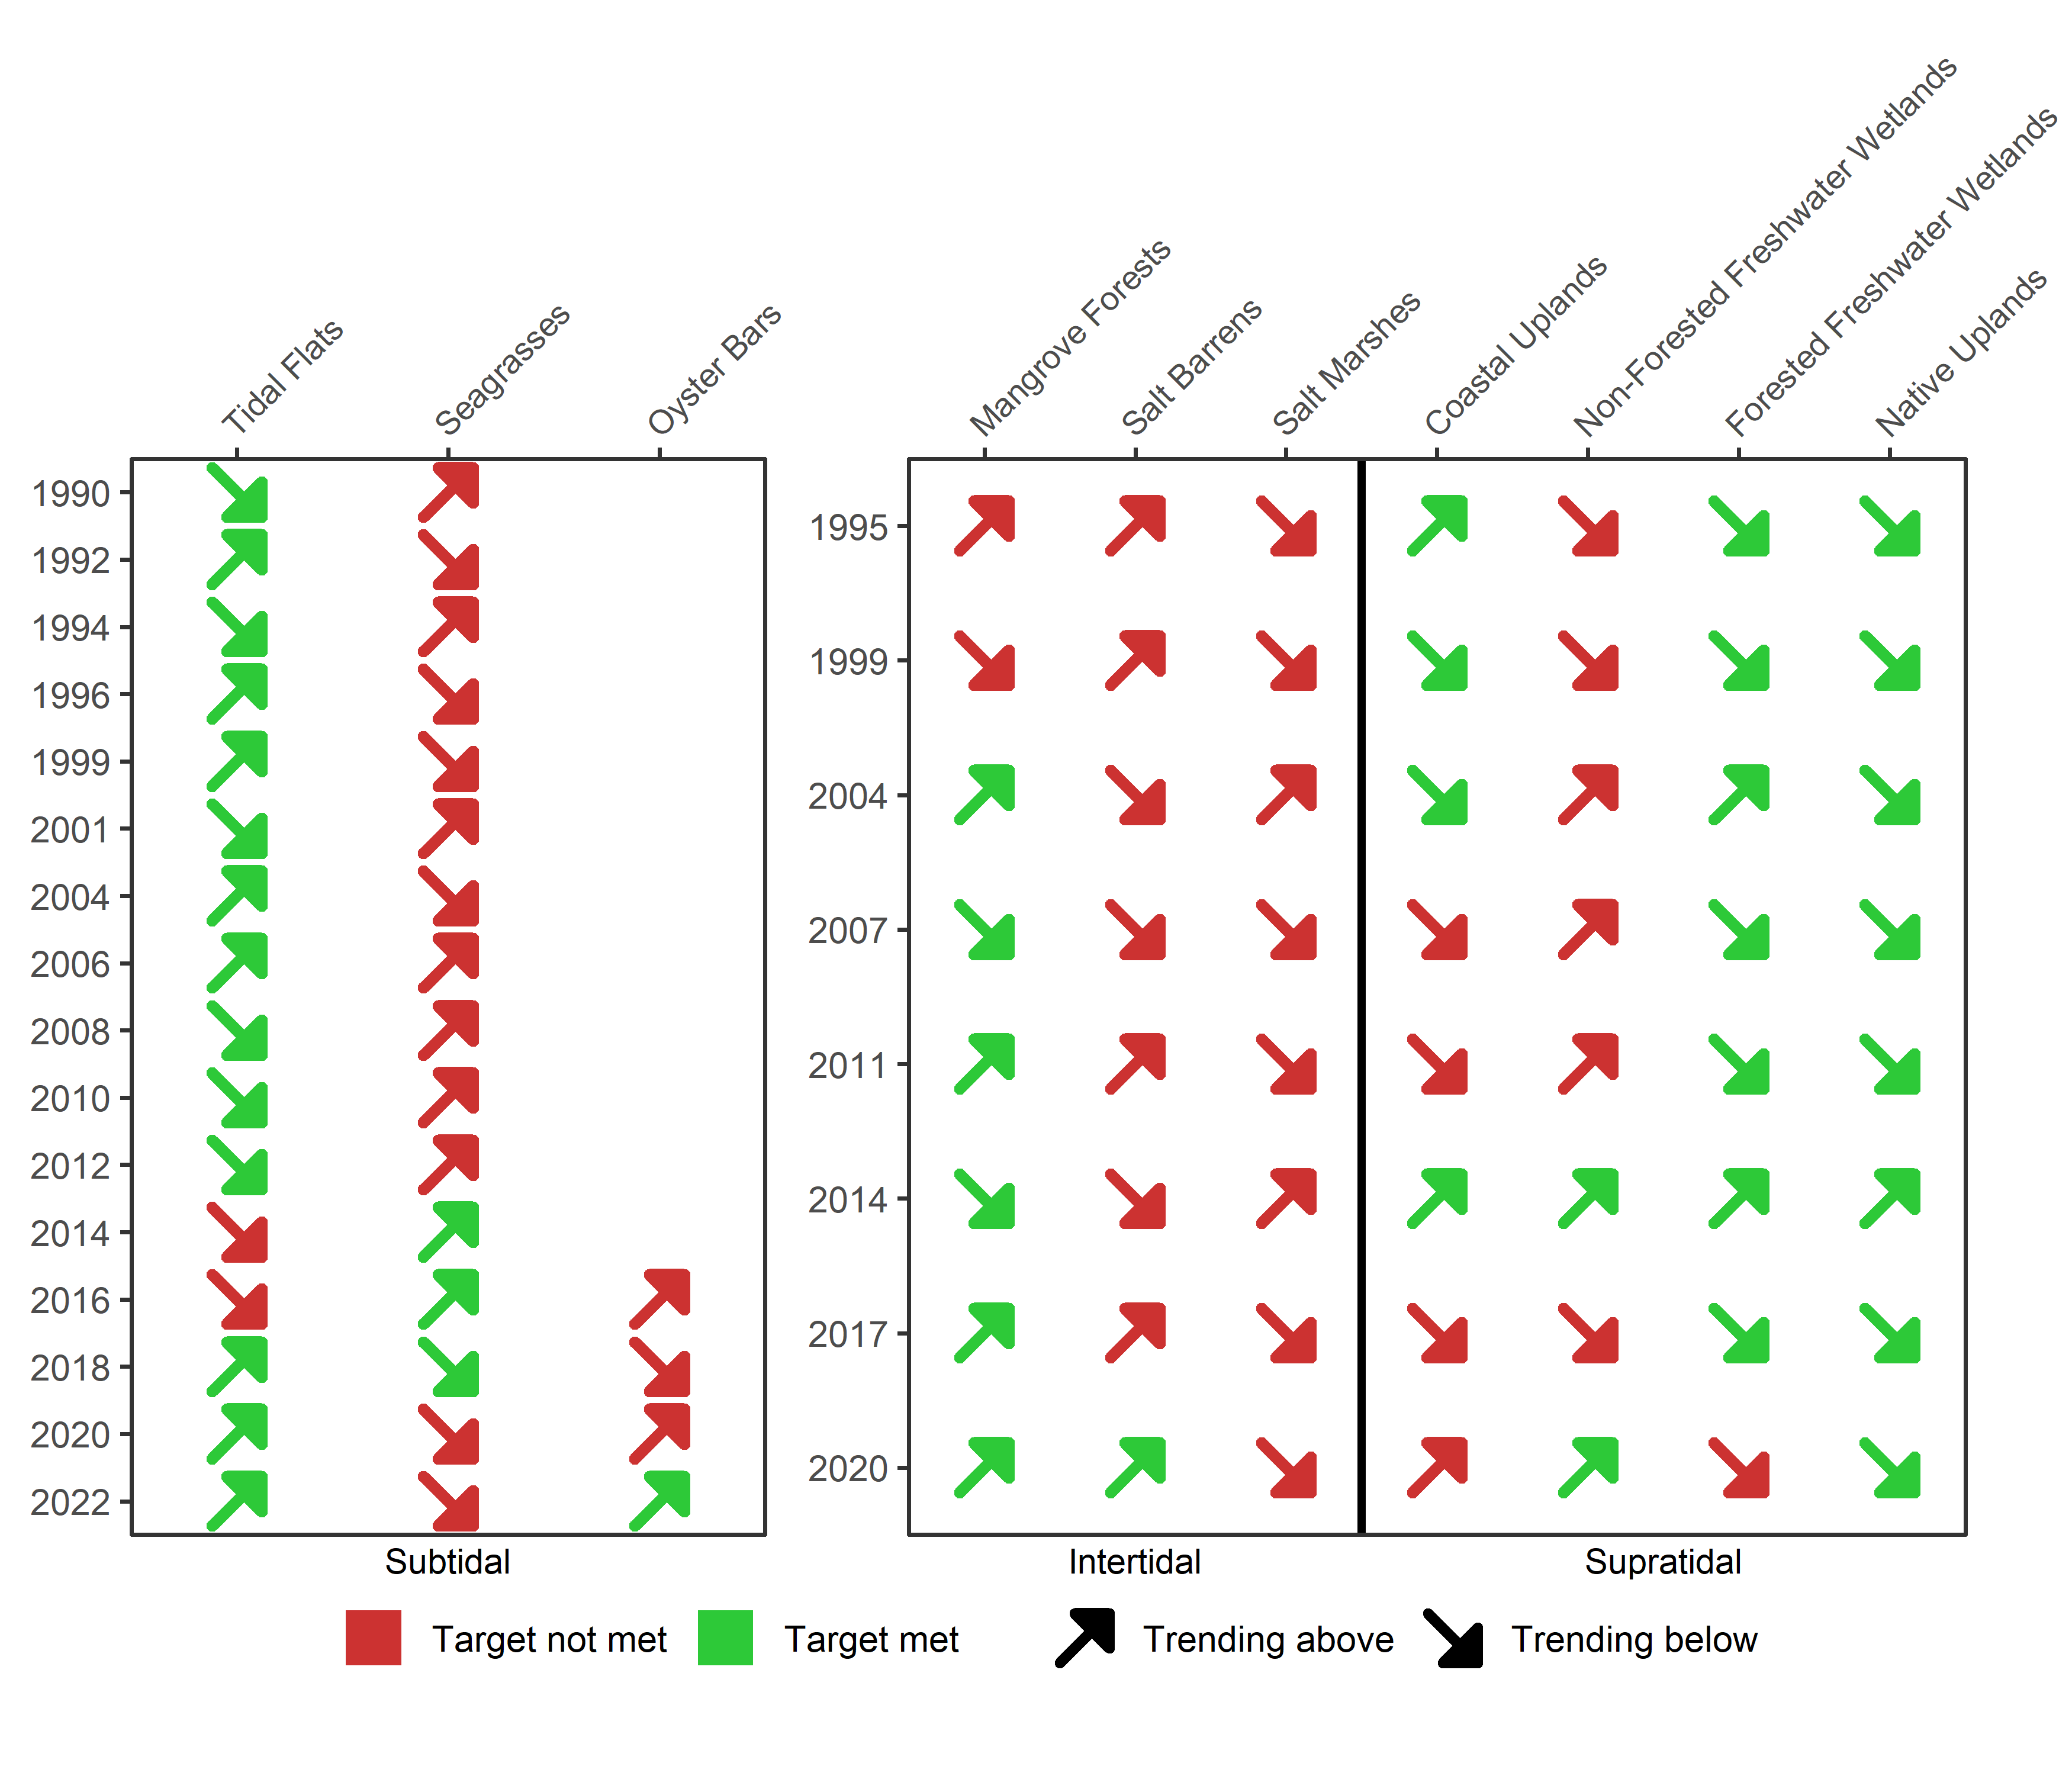 Tidal Flats
Seagrasses
Oyster Bars
Mangrove Forests
Salt Barrens
Salt Marshes
Coastal Uplands
Non-Forested Freshwater Wetlands
Forested Freshwater Wetlands
Native Uplands
1990
1992
1994
1996
1999
2001
2004
2006
2008
2010
2012
2014
2016
2018
2020
2022
1995
1999
2004
2007
2011
2014
2017
2020
Subtidal
Intertidal
Supratidal
Target not met
Target met
Trending above
Trending below